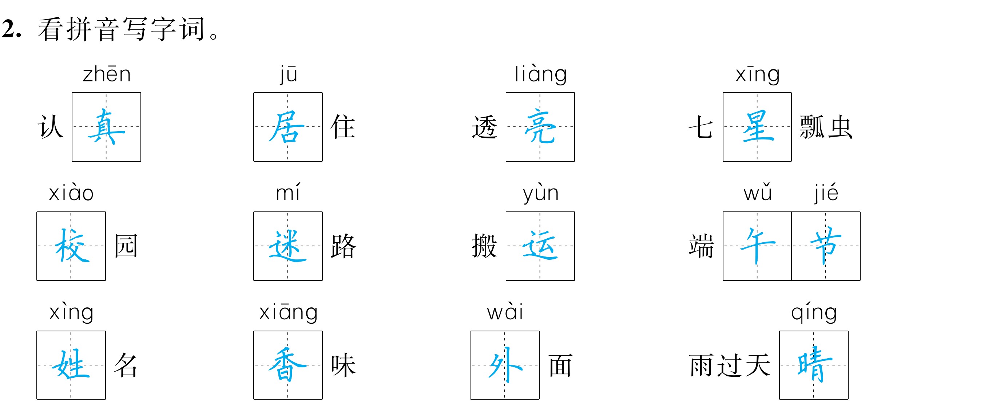 2. 看拼音写字词。
zhēn jū liàng xīng
认真 居住 透亮 七星瓢虫
xiào mí yùn wǔ jié
校园 迷路 搬运 端午节
xìng xiāng wài qíng
姓名 香味 外面 雨过天晴